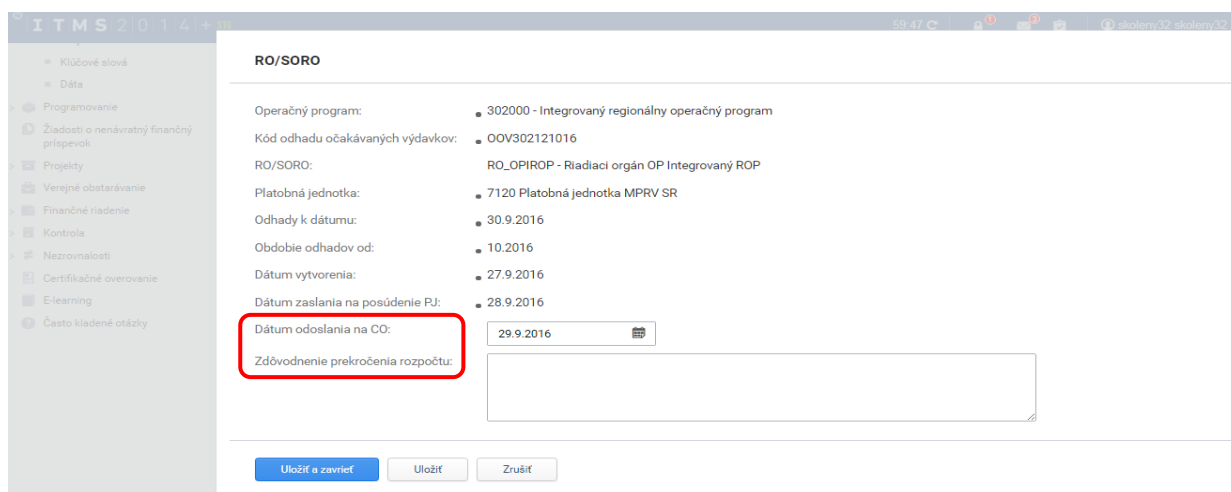 ITMS|2|0|1|4|+ 111
59:47
1
3
skoleny32 skoleny32
Kľúčové slová
Dáta
Programovanie
Žiadosti o nenávratný finančný
príspevok
Projekty
Verejné obstarávanie
Finančné riadenie
Kontrola
Nezrovnalosti
Certifikačné overovanie
E-learning
Často kladené otázky
RO/SORO
Operačný program: 302000 - Integrovaný regionálny operačný program
Kód odhadu očakávaných výdavkov: OOV302121016
RO/SORO: RO_OPIROP - Riadiaci orgán OP Integrovaný ROP
Platobná jednotka: 7120 Platobná jednotka MPRV SR
Odhady k dátumu: 30.9.2016
Obdobie odhadov od: 10.2016
Dátum vytvorenia: 27.9.2016
Dátum zaslania na posúdenie PJ: 28.9.2016
Dátum odoslania na CO: 29.9.2016
Zdôvodnenie prekročenia rozpočtu:
Uložiť a zavrieť Uložiť Zrušiť